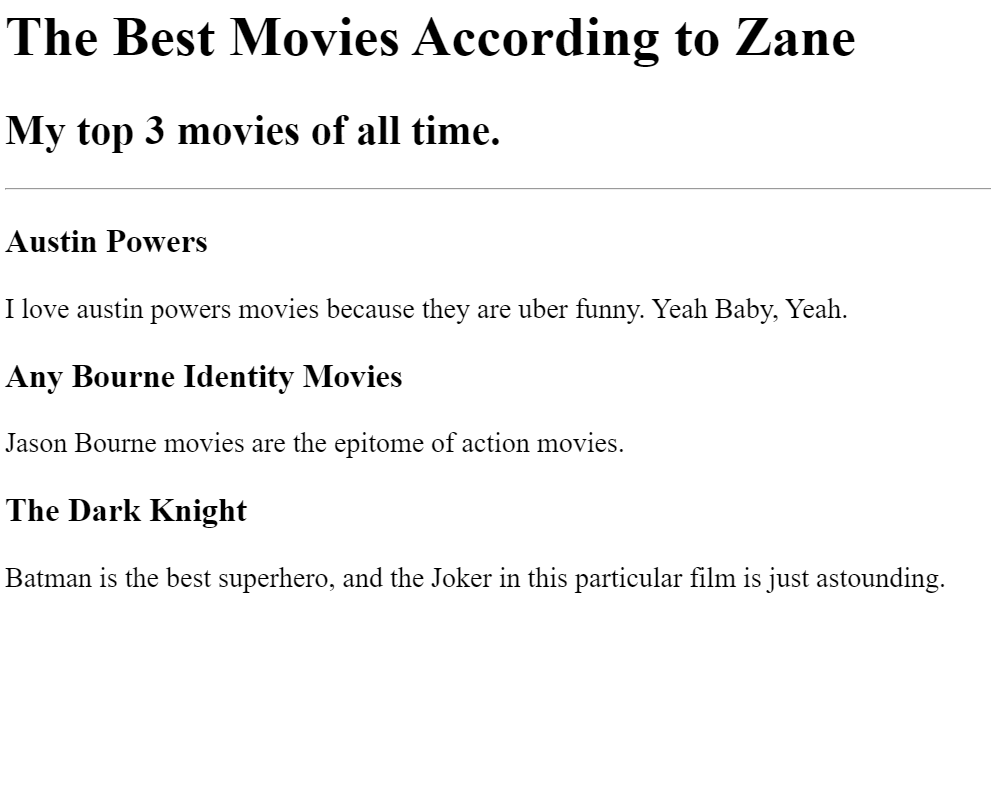 The Best Movies According to Zane
My top 3 movies of all time.
Austin Powers
I love austin powers movies because they are uber funny. Yeah Baby, Yeah.
Any Bourne Identity Movies
Jason Bourne movies are the epitome of action movies.
The Dark Knight
Batman is the best superhero, and the Joker in this particular film is just astounding.